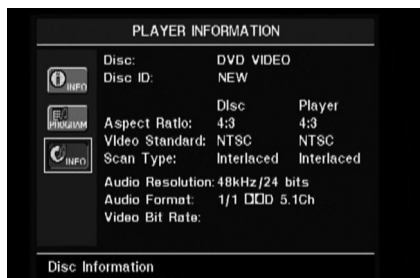 PLAYER INFORMATION
Disc: DVD VIDEO
Disc ID: NEW
INFO
Disc Player
PROGRAM
Aspect Ratio: 4:3 4:3
Video Standard: NTSC NTSC
INFO
Scan Type: Interlaced Interlaced
Audio Resolution: 48kHz/24 bits
Audio Format: 1/1 DD D 5.1Ch
Video Bit Rate:
Disc Information